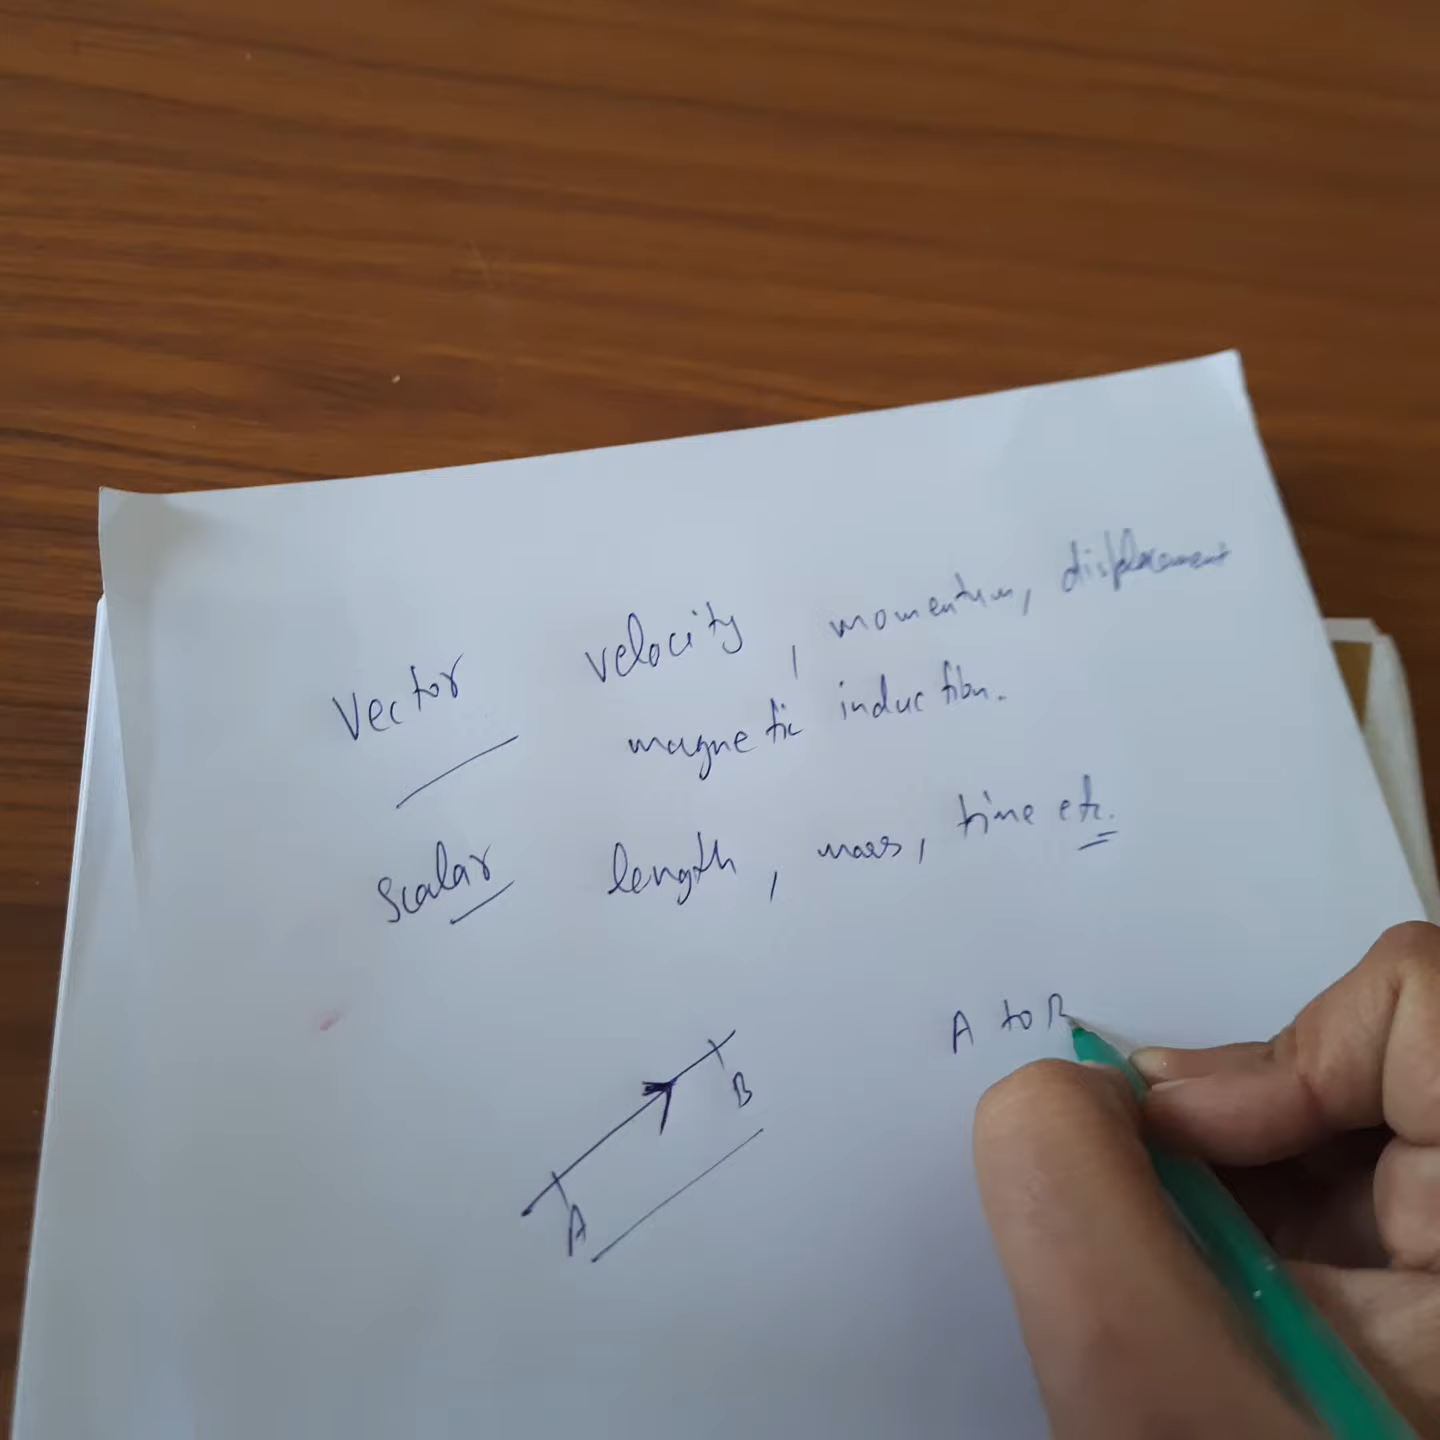 Vector velocity, momentum, displacement
magnetic induction.
Scalar length, mass, time etc.
A to B
B
A